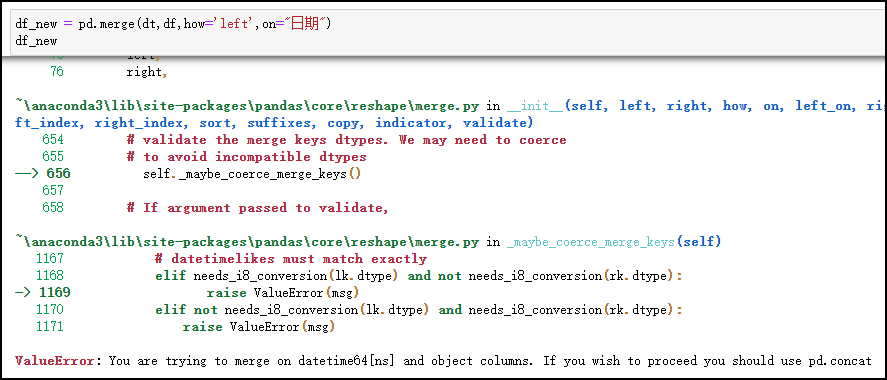 df_new = pd.merge(dt,df,how='left',on="日期")
df_new
76 right,
~\anaconda3\lib\site-packages\pandas\core\reshape\merge.py in __init__(self, left, right, how, on, left_on,
ft_index, right_index, sort, suffixes, copy, indicator, validate)
654 # validate the merge keys dtypes. We may need to coerce
655 # to avoid incompatible dtypes
--> 656 self._maybe_coerce_merge_keys()
657
658 # If argument passed to validate,
~\anaconda3\lib\site-packages\pandas\core\reshape\merge.py in _maybe_coerce_merge_keys(self)
1167 # datetimelikes must match exactly
1168 elif needs_i8_conversion(lk.dtype) and not needs_i8_conversion(rk.dtype):
-> 1169 raise ValueError(msg)
1170 elif not needs_i8_conversion(lk.dtype) and needs_i8_conversion(rk.dtype):
1171 raise ValueError(msg)
ValueError: You are trying to merge on datetime64[ns] and object columns. If you wish to proceed you should use pd.concat